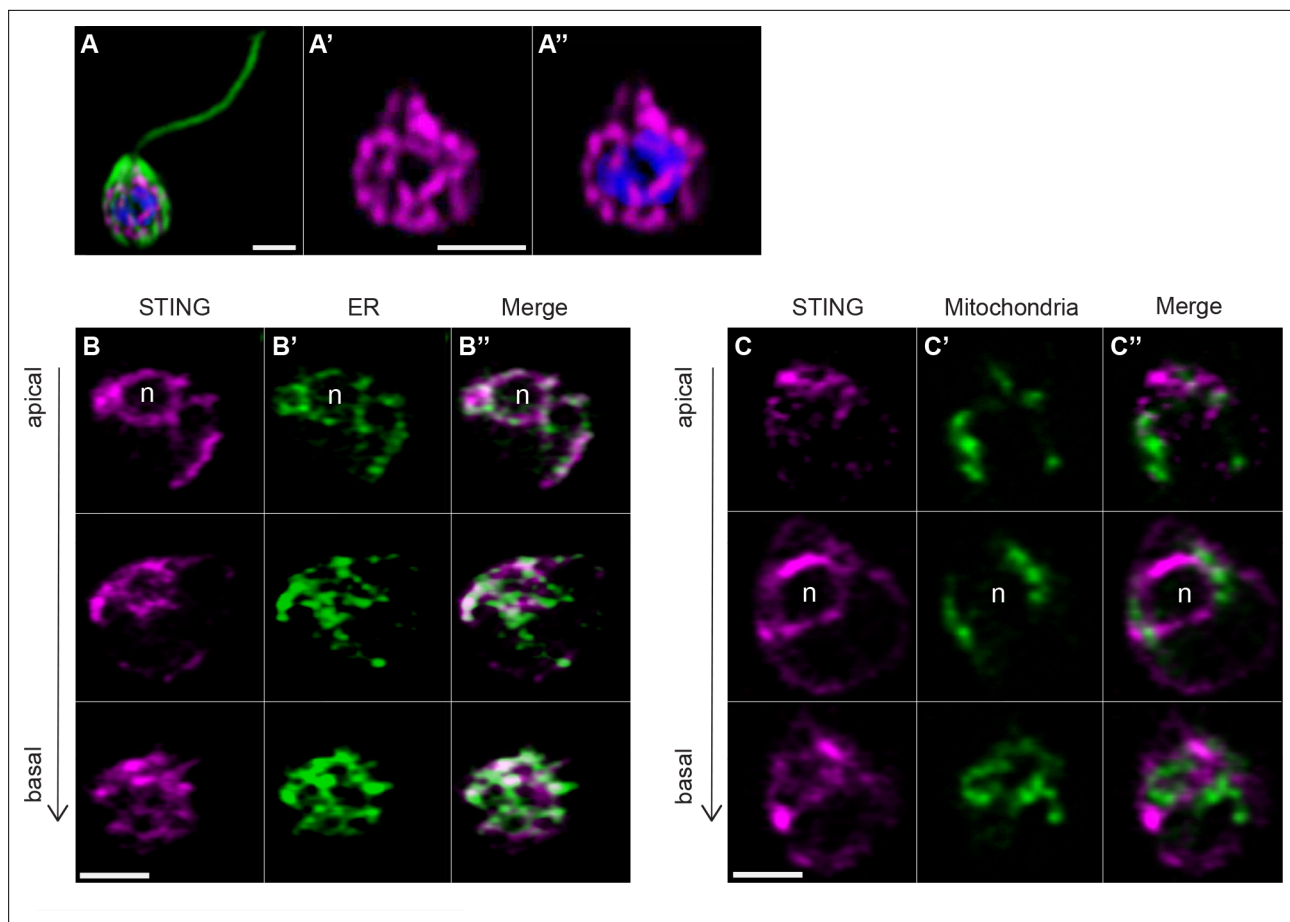 A A’ A”
STING ER Merge
B B’ B”
n n
apical
basal
STING Mitochondria Merge
C C’ C”
n n n
apical
basal